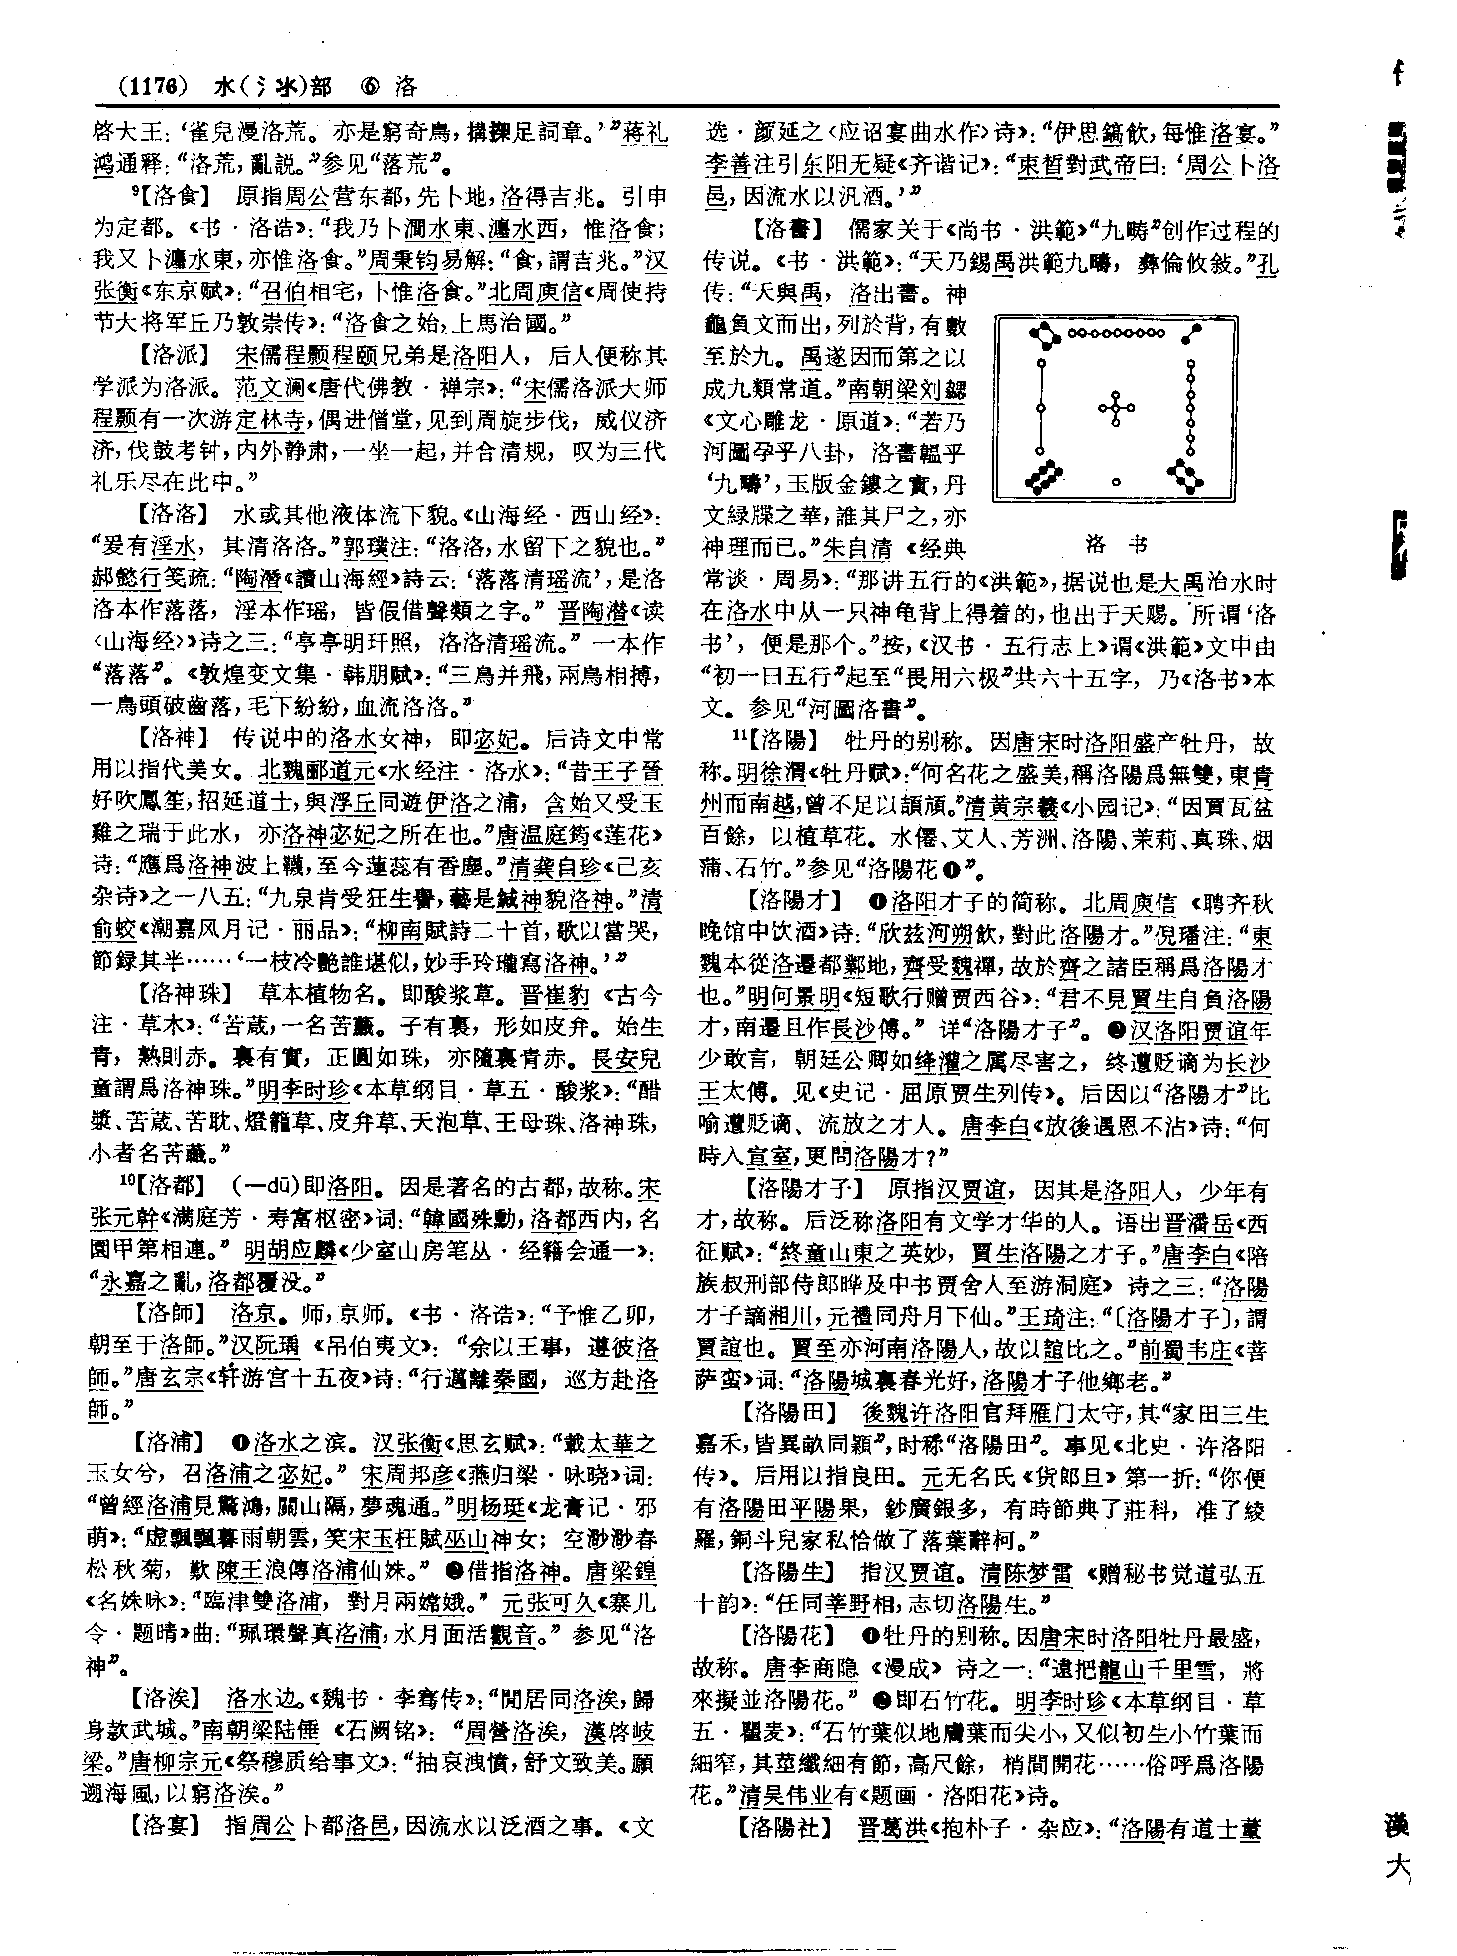 (1176) 水(氵氺)部 ⑥ 洛
啓大王：‘雀兒漫洛荒。亦是窮奇鳥，構探足詞章。’”蒋礼
鸿通释：“洛荒，亂説。”参见“落荒”。
⁹【洛食】 原指周公营东都，先卜地，洛得吉兆。引申
为定都。《书·洛诰》：“我乃卜澗水東、瀍水西，惟洛食；
我又卜瀍水東，亦惟洛食。”周秉钧易解：“食，謂吉兆。”汉
张衡《东京赋》：“召伯相宅，卜惟洛食。”北周庾信《周使持
节大将军丘乃敦崇传》：“洛食之始，上馬治國。”
【洛派】 宋儒程颢程颐兄弟是洛阳人，后人便称其
学派为洛派。范文澜《唐代佛教·禅宗》：“宋儒洛派大师
程颢有一次游定林寺，偶进僧堂，见到周旋步伐，威仪济
济，伐鼓考钟，内外静肃，一坐一起，并合清规，叹为三代
礼乐尽在此中。”
【洛洛】 水或其他液体流下貌。《山海经·西山经》：
“爰有淫水，其清洛洛。”郭璞注：“洛洛，水留下之貌也。”
郝懿行笺疏：“陶潛《讀山海經》詩云：‘落落清瑶流’，是洛
洛本作落落，淫本作瑶，皆假借聲類之字。”晋陶潜《读
〈山海经〉》诗之三：“亭亭明玕照，洛洛清瑶流。”一本作
“落落”。《敦煌变文集·韩朋赋》：“三鳥并飛，兩鳥相搏，
一鳥頭破齒落，毛下紛紛，血流洛洛。”
【洛神】 传说中的洛水女神，即宓妃。后诗文中常
用以指代美女。北魏郦道元《水经注·洛水》：“昔王子晉
好吹鳳笙，招延道士，與浮丘同遊伊洛之浦，含始又受玉
雞之瑞于此水，亦洛神宓妃之所在也。”唐温庭筠《莲花》
诗：“應爲洛神波上襪，至今蓮蕊有香塵。”清龚自珍《己亥
杂诗》之一八五：“九泉肯受狂生譽，藝是鍼神貌洛神。”清
俞蛟《潮嘉风月记·丽品》：“柳南賦詩二十首，歌以當哭，
節録其半……‘一枝冷艷誰堪似，妙手玲瓏寫洛神。’”
【洛神珠】 草本植物名。即酸浆草。晋崔豹《古今
注·草木》：“苦葴，一名苦蘵。子有裹，形如皮弁。始生
青，熟則赤。裹有實，正圓如珠，亦隨裹青赤。長安兒
童謂爲洛神珠。”明李时珍《本草纲目·草五·酸浆》：“醋
漿、苦葴、苦耽、燈籠草、皮弁草、天泡草、王母珠、洛神珠，
小者名苦蘵。”
¹⁰【洛都】 （—dū）即洛阳。因是著名的古都，故称。宋
张元幹《满庭芳·寿富枢密》词：“韓國殊勳，洛都西内，名
園甲第相連。”明胡应麟《少室山房笔丛·经籍会通一》：
“永嘉之亂，洛都覆没。”
【洛師】 洛京。师，京师。《书·洛诰》：“予惟乙卯，
朝至于洛師。”汉阮瑀《吊伯夷文》：“余以王事，適彼洛
師。”唐玄宗《轩游宫十五夜》诗：“行邁離秦國，巡方赴洛
師。”
【洛浦】 ❶洛水之滨。汉张衡《思玄赋》：“載太華之
玉女兮，召洛浦之宓妃。”宋周邦彦《燕归梁·咏晓》词：
“曾經洛浦見驚鴻，關山隔，夢魂通。”明杨珽《龙膏记·邪
萌》：“虚飄飄暮雨朝雲，笑宋玉枉賦巫山神女；空渺渺春
松秋菊，歎陳王浪傳洛浦仙姝。”❷借指洛神。唐梁鍠
《名姝咏》：“臨津雙洛浦，對月兩嫦娥。”元张可久《寨儿
令·题晴》曲：“珮環聲真洛浦，水月面活觀音。”参见“洛
神”。
【洛涘】 洛水边。《魏书·李骞传》：“閒居同洛涘，歸
身款武城。”南朝梁陆倕《石阙铭》：“周營洛涘，漢啓岐
梁。”唐柳宗元《祭穆质给事文》：“抽哀洩憤，舒文致美。願
遡海風，以窮洛涘。”
【洛宴】 指周公卜都洛邑，因流水以泛酒之事。《文
选·颜延之〈应诏宴曲水作〉诗》：“伊思鎬飲，每惟洛宴。”
李善注引东阳无疑《齐谐记》：“束晳對武帝曰：‘周公卜洛
邑，因流水以汎酒。’”
【洛書】 儒家关于《尚书·洪範》“九畴”创作过程的
传说。《书·洪範》：“天乃錫禹洪範九疇，彝倫攸敍。”孔
传：“天與禹，洛出書。神
龜負文而出，列於背，有數
至於九。禹遂因而第之以
成九類常道。”南朝梁刘勰
《文心雕龙·原道》：“若乃
河圖孕乎八卦，洛書韞乎
‘九疇’，玉版金鏤之實，丹
文緑牒之華，誰其尸之，亦
神理而已。”朱自清《经典
洛 书
常谈·周易》：“那讲五行的《洪範》，据说也是大禹治水时
在洛水中从一只神龟背上得着的，也出于天赐。所谓‘洛
书’，便是那个。”按，《汉书·五行志上》谓《洪範》文中由
“初一曰五行”起至“畏用六极”共六十五字，乃《洛书》本
文。参见“河圖洛書”。
¹¹【洛陽】 牡丹的别称。因唐宋时洛阳盛产牡丹，故
称。明徐渭《牡丹赋》：“何名花之盛美，稱洛陽爲無雙，東青
州而南越，曾不足以頡頏。”清黄宗羲《小园记》：“因買瓦盆
百餘，以植草花。水僊、艾人、芳洲、洛陽、茉莉、真珠、烟
蒲、石竹。”参见“洛陽花❶”。
【洛陽才】 ❶洛阳才子的简称。北周庾信《聘齐秋
晚馆中饮酒》诗：“欣兹河朔飲，對此洛陽才。”倪璠注：“東
魏本從洛遷都鄴地，齊受魏禪，故於齊之諸臣稱爲洛陽才
也。”明何景明《短歌行赠贾西谷》：“君不見賈生自負洛陽
才，南遷且作長沙傅。”详“洛陽才子”。❷汉洛阳贾谊年
少敢言，朝廷公卿如绛灌之属尽害之，终遭贬谪为长沙
王太傅。见《史记·屈原贾生列传》。后因以“洛陽才”比
喻遭贬谪、流放之才人。唐李白《放後遇恩不沾》诗：“何
時入宣室，更問洛陽才？”
【洛陽才子】 原指汉贾谊，因其是洛阳人，少年有
才，故称。后泛称洛阳有文学才华的人。语出晋潘岳《西
征赋》：“終童山東之英妙，賈生洛陽之才子。”唐李白《陪
族叔刑部侍郎晔及中书贾舍人至游洞庭》诗之三：“洛陽
才子謫湘川，元禮同舟月下仙。”王琦注：“〔洛陽才子〕，謂
賈誼也。賈至亦河南洛陽人，故以誼比之。”前蜀韦庄《菩
萨蛮》词：“洛陽城裏春光好，洛陽才子他鄉老。”
【洛陽田】 後魏许洛阳官拜雁门太守，其“家田三生
嘉禾，皆異畝同穎”，时称“洛陽田”。事见《北史·许洛阳
传》。后用以指良田。元无名氏《货郎旦》第一折：“你便
有洛陽田平陽果，鈔廣銀多，有時節典了莊科，准了綾
羅，銅斗兒家私恰做了落葉辭柯。”
【洛陽生】 指汉贾谊。清陈梦雷《赠秘书觉道弘五
十韵》：“任同莘野相，志切洛陽生。”
【洛陽花】 ❶牡丹的别称。因唐宋时洛阳牡丹最盛，
故称。唐李商隐《漫成》诗之一：“遠把龍山千里雪，將
來擬並洛陽花。”❷即石竹花。明李时珍《本草纲目·草
五·瞿麦》：“石竹葉似地膚葉而尖小，又似初生小竹葉而
細窄，其莖纖細有節，高尺餘，梢間開花……俗呼爲洛陽
花。”清吴伟业有《题画·洛阳花》诗。
【洛陽社】 晋葛洪《抱朴子·杂应》：“洛陽有道士董
漢
大